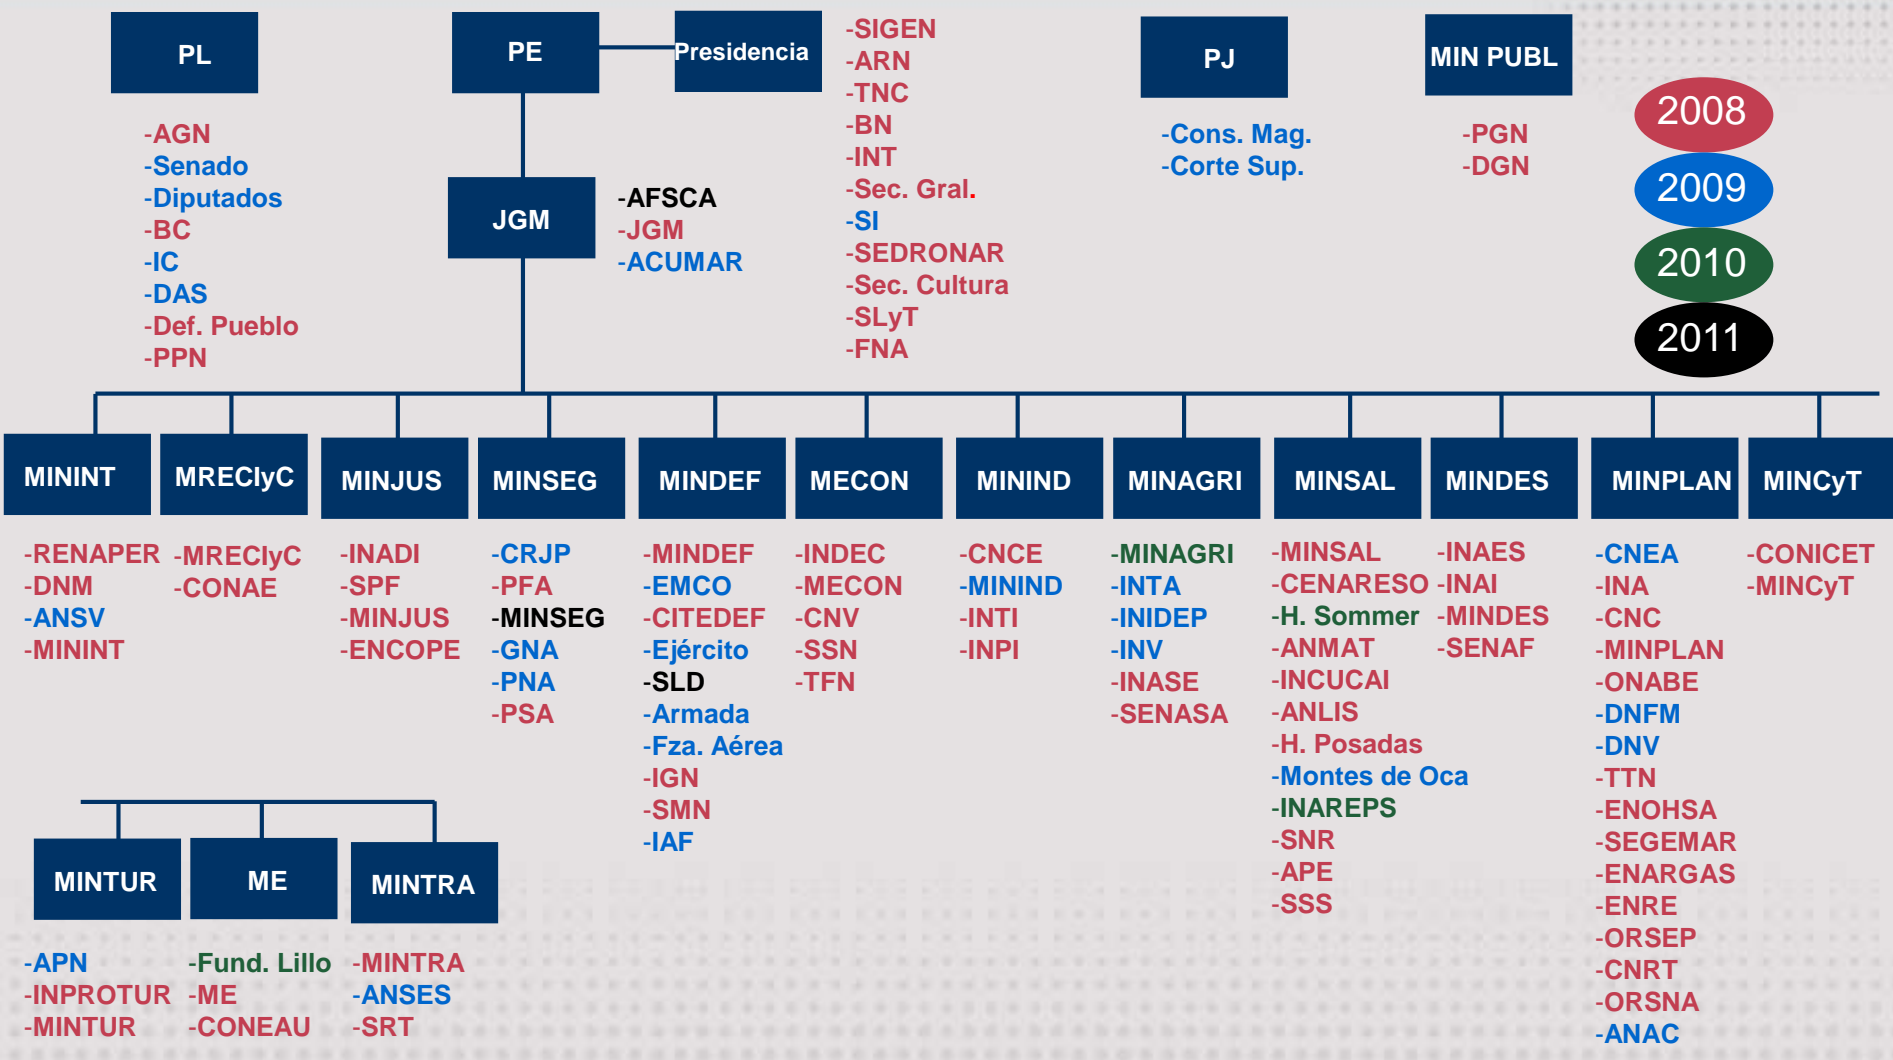 PL
-AGN
-Senado
-Diputados
-BC
-IC
-DAS
-Def. Pueblo
-PPN
PE
Presidencia
-SIGEN
-ARN
-TNC
-BN
-INT
-Sec. Gral.
-SI
-SEDRONAR
-Sec. Cultura
-SLyT
-FNA
JGM
-AFSCA
-JGM
-ACUMAR
PJ
-Cons. Mag.
-Corte Sup.
MIN PUBL
-PGN
-DGN
2008
2009
2010
2011
MININT
-RENAPER
-DNM
-ANSV
-MININT
MRECIyC
-MRECIyC
-CONAE
MINJUS
-INADI
-SPF
-MINJUS
-ENCOPE
MINSEG
-CRJP
-PFA
-MINSEG
-GNA
-PNA
-PSA
MINDEF
-MINDEF
-EMCO
-CITEDEF
-Ejército
-SLD
-Armada
-Fza. Aérea
-IGN
-SMN
-IAF
MECON
-INDEC
-MECON
-CNV
-SSN
-TFN
MININD
-CNCE
-MININD
-INTI
-INPI
MINAGRI
-MINAGRI
-INTA
-INIDEP
-INV
-INASE
-SENASA
MINSAL
-MINSAL
-CENARESO
-H. Sommer
-ANMAT
-INCUCAI
-ANLIS
-H. Posadas
-Montes de Oca
-INAREPS
-SNR
-APE
-SSS
MINDES
-INAES
-INAI
-MINDES
-SENAF
MINPLAN
-CNEA
-INA
-CNC
-MINPLAN
-ONABE
-DNFM
-DNV
-TTN
-ENOHSA
-SEGEMAR
-ENARGAS
-ENRE
-ORSEP
-CNRT
-ORSNA
-ANAC
MINCyT
-CONICET
-MINCyT
MINTUR
-APN
-INPROTUR
-MINTUR
ME
-Fund. Lillo
-ME
-CONEAU
MINTRA
-MINTRA
-ANSES
-SRT